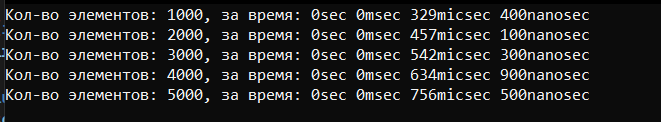 Кол-во элементов: 1000, за время: 0sec 0msec 329micsec 400nanosec
Кол-во элементов: 2000, за время: 0sec 0msec 457micsec 100nanosec
Кол-во элементов: 3000, за время: 0sec 0msec 542micsec 300nanosec
Кол-во элементов: 4000, за время: 0sec 0msec 634micsec 900nanosec
Кол-во элементов: 5000, за время: 0sec 0msec 756micsec 500nanosec